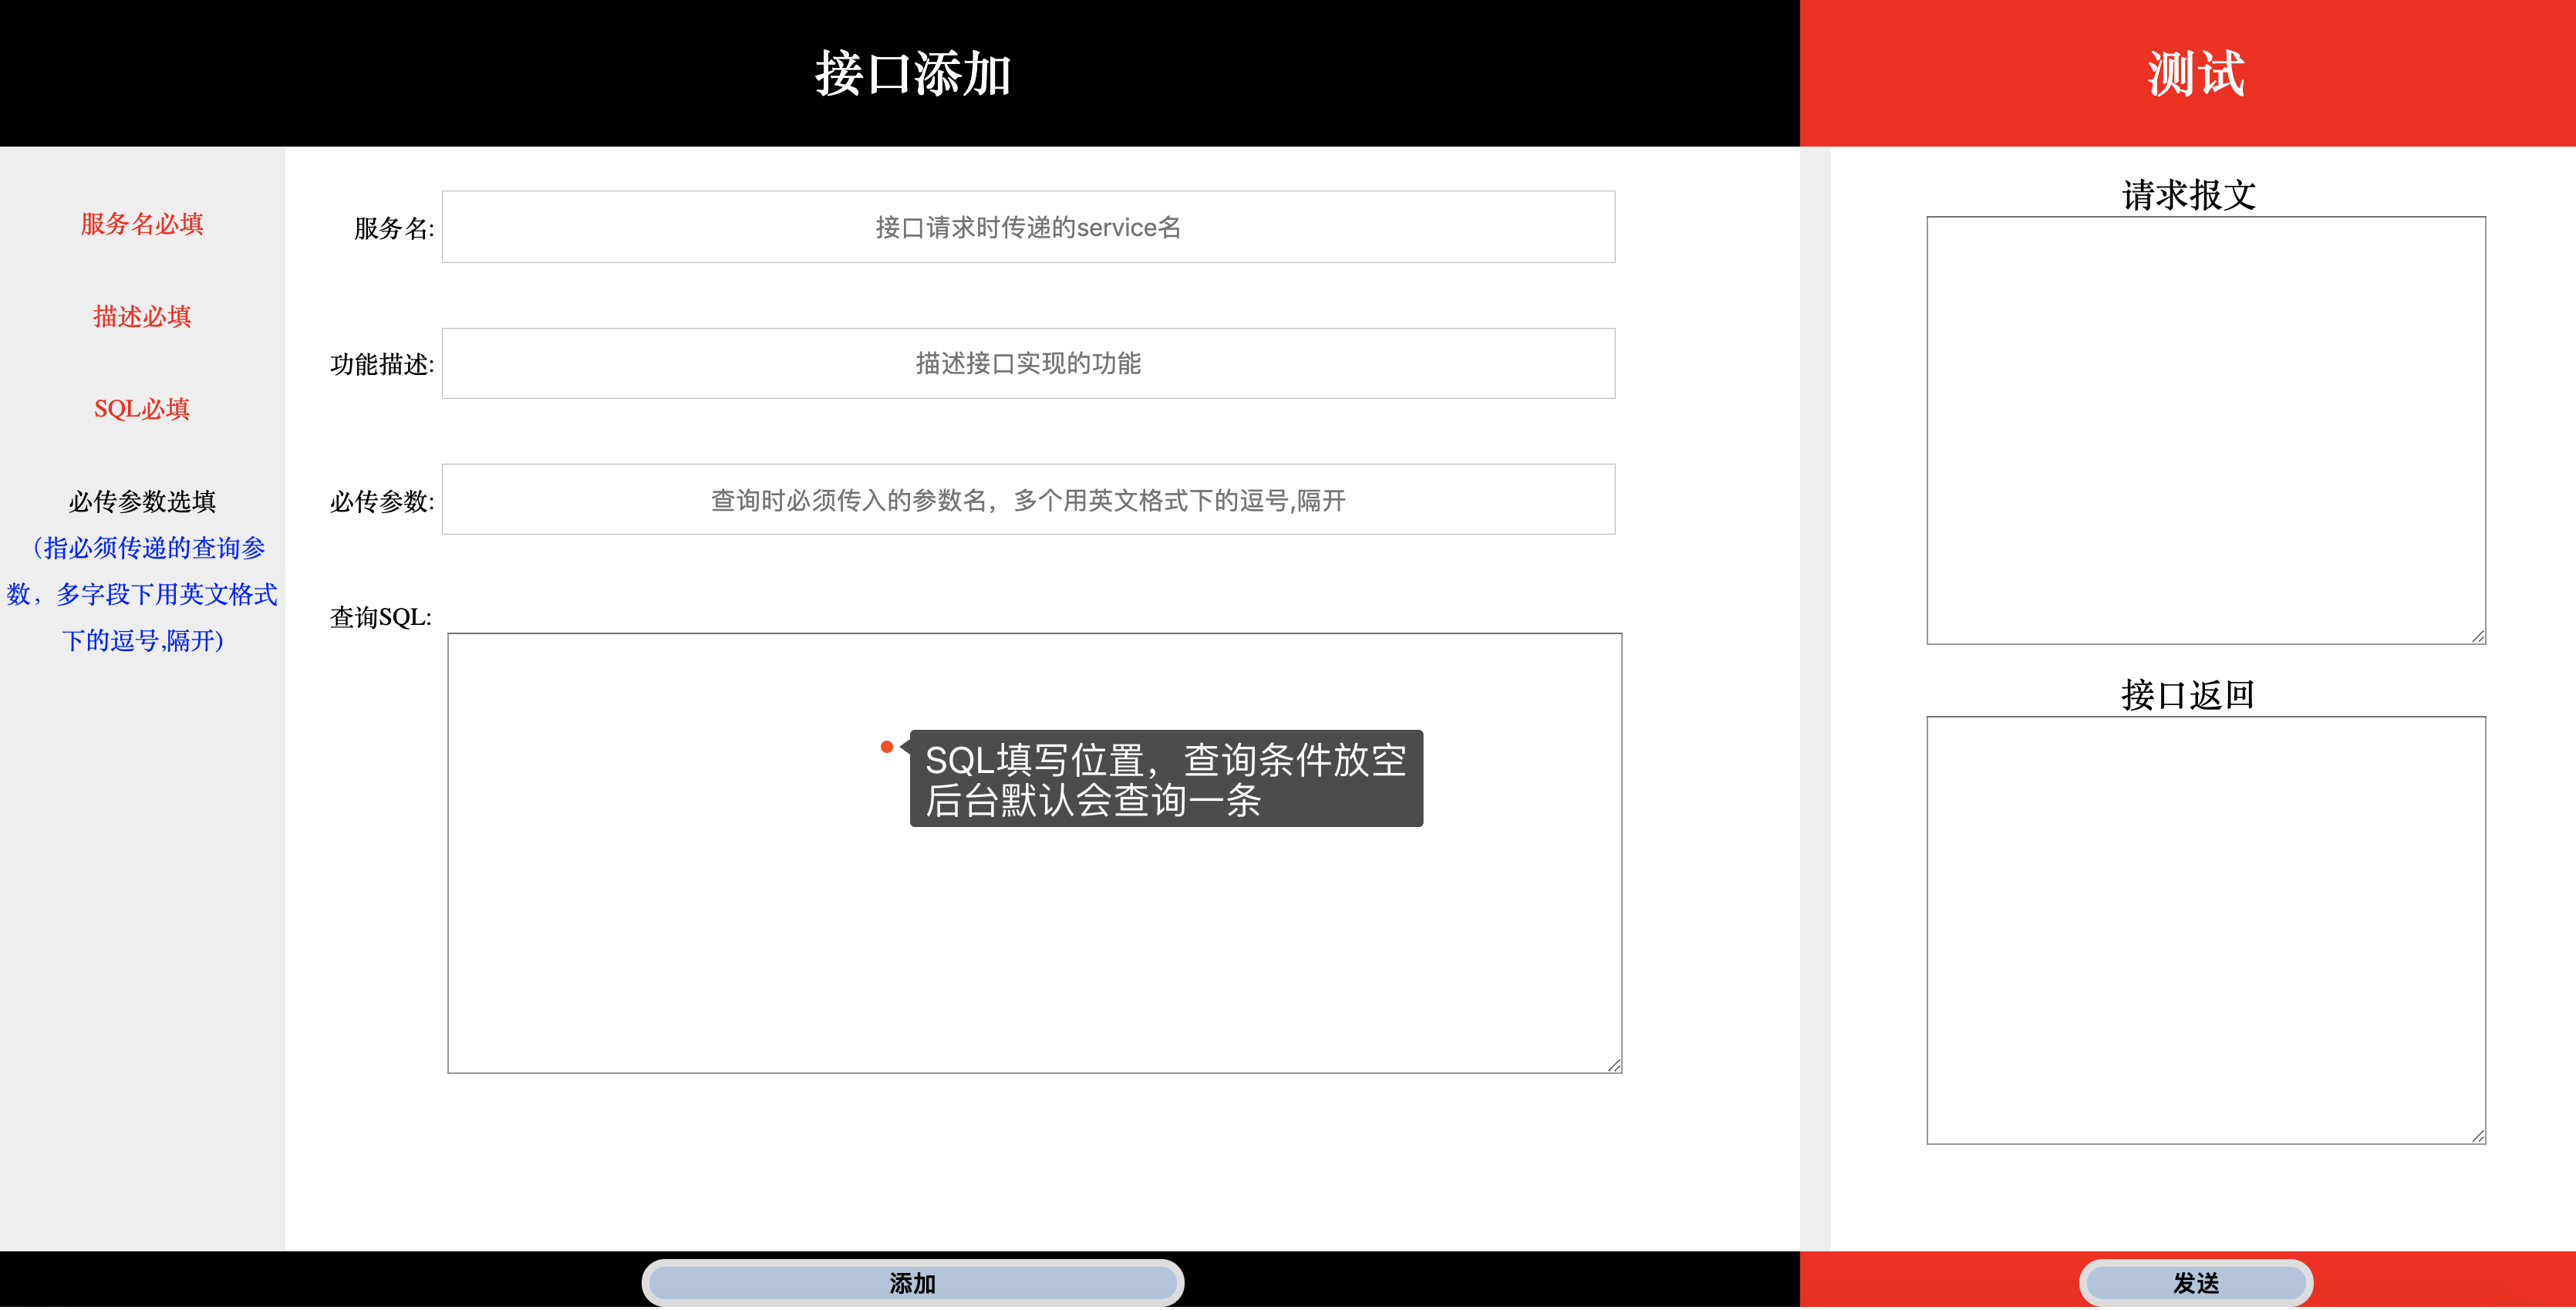 接口添加
测试
服务名必填
描述必填
SQL必填
必传参数选填
（指必须传递的查询参
数，多字段下用英文格式
下的逗号,隔开)
服务名:
接口请求时传递的service名
功能描述:
描述接口实现的功能
必传参数:
查询时必须传入的参数名，多个用英文格式下的逗号,隔开
查询SQL:
SQL填写位置，查询条件放空
后台默认会查询一条
请求报文
接口返回
添加
发送